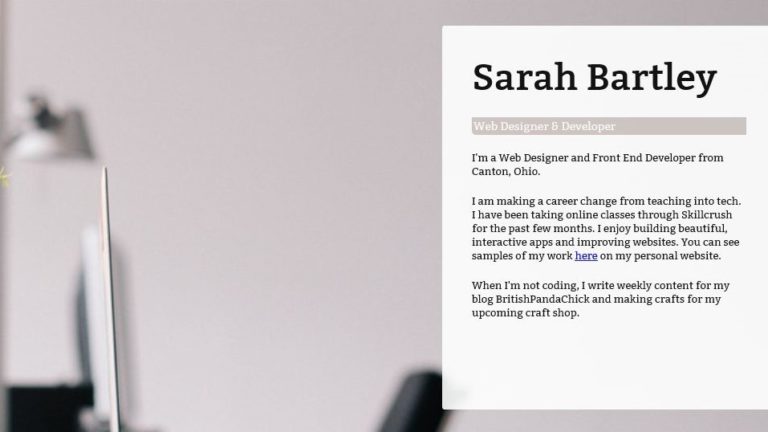 Sarah Bartley
Web Designer & Developer
I'm a Web Designer and Front End Developer from
Canton, Ohio.
I am making a career change from teaching into tech.
I have been taking online classes through Skillcrush
for the past few months. I enjoy building beautiful,
interactive apps and improving websites. You can see
samples of my work here on my personal website.
When I'm not coding, I write weekly content for my
blog BritishPandaChick and making crafts for my
upcoming craft shop.